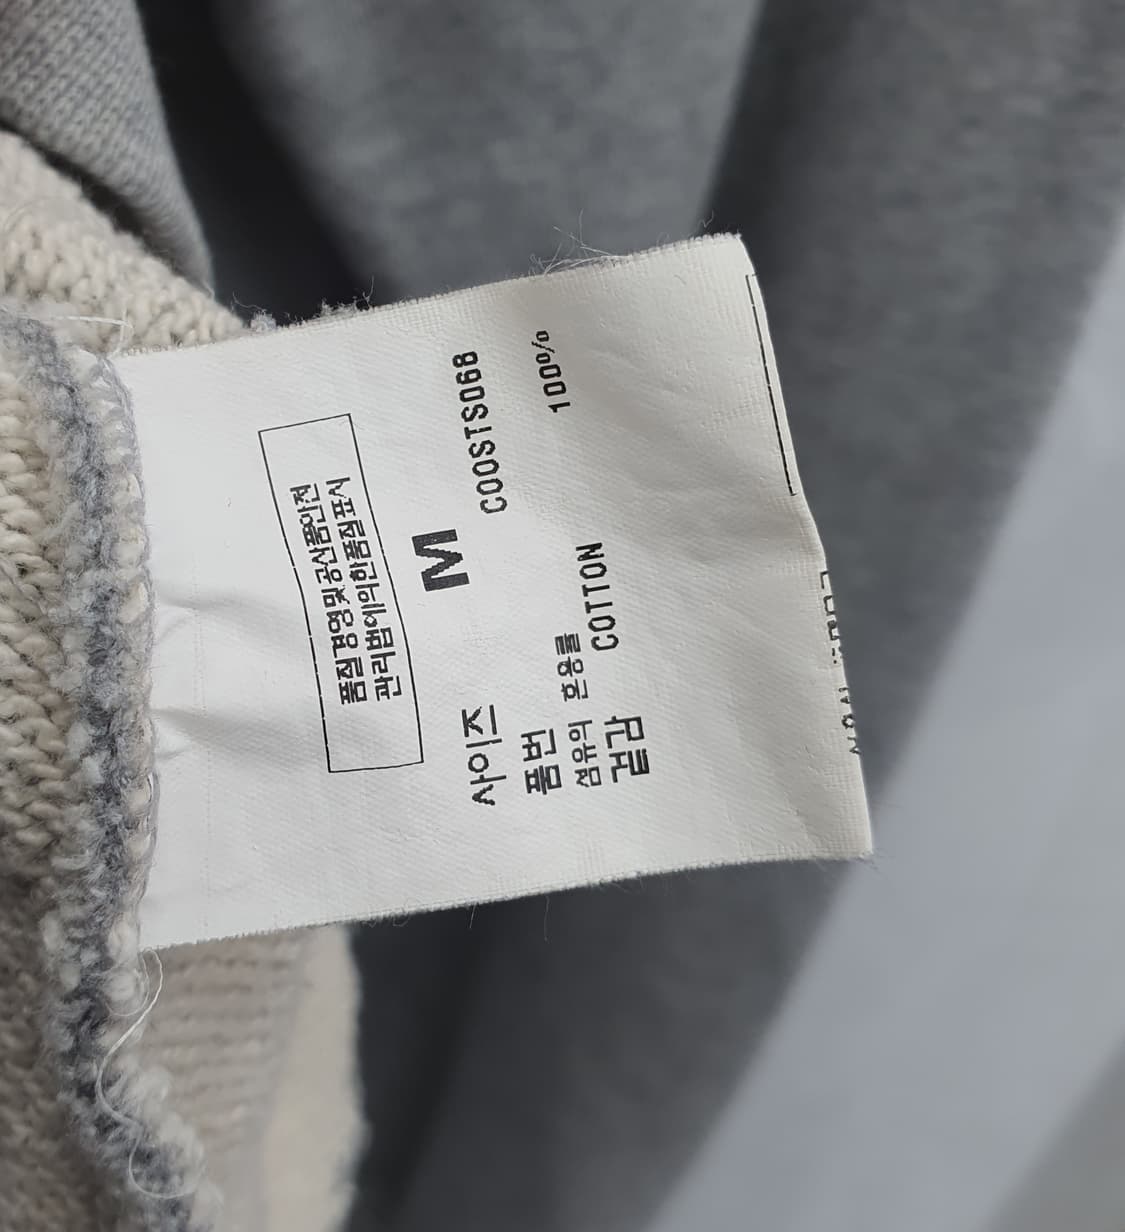 품질경영및공산품안전
관리법에의한품질표시
사이즈 M
품번 COOSTS068
섬유의 혼용률
겉감 COTTON 100%